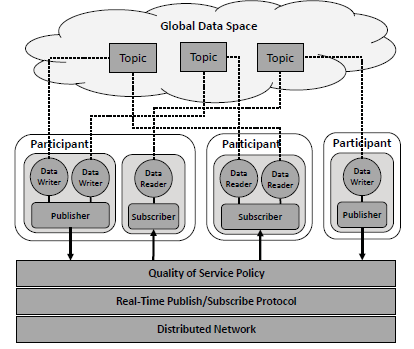 Global Data Space
Topic
Topic
Topic
Participant
Participant
Participant
Data
Writer
Data
Writer
Data
Reader
Data
Reader
Data
Reader
Data
Writer
Publisher
Subscriber
Subscriber
Publisher
Quality of Service Policy
Real-Time Publish/Subscribe Protocol
Distributed Network